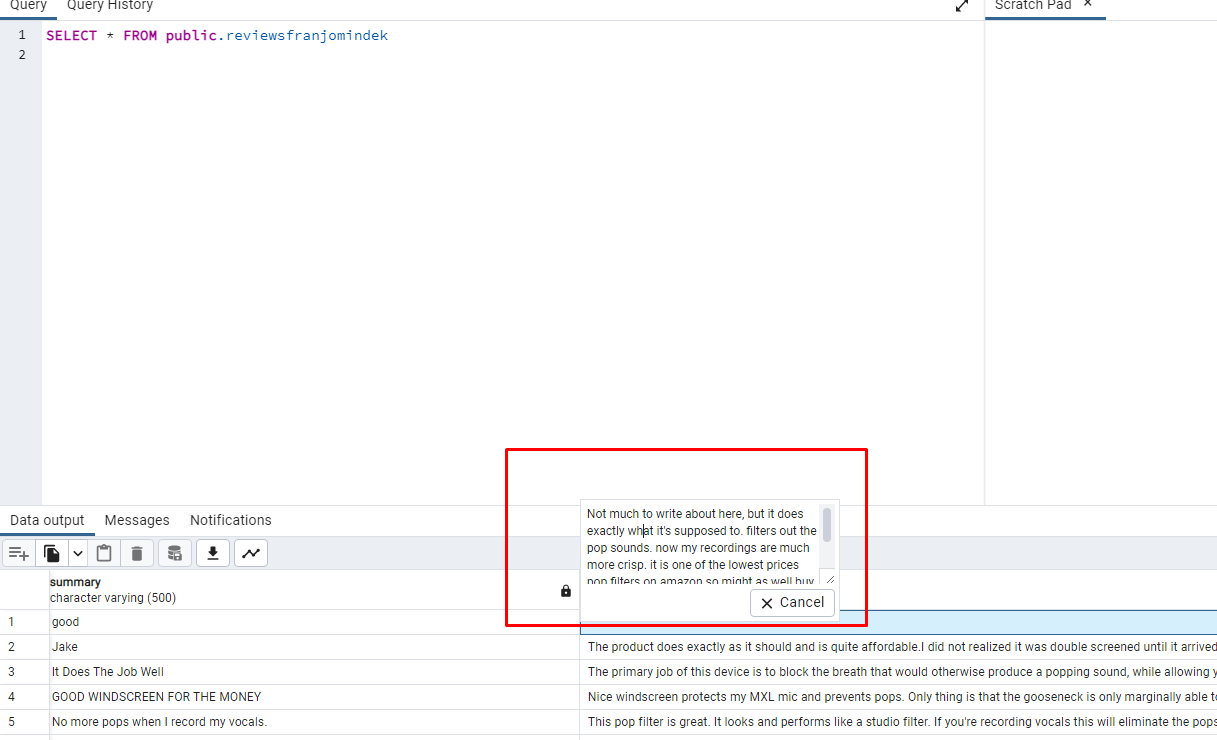 Query Query History
Scratch Pad ×
1 SELECT * FROM public.reviewsfranjomindek
2
Data output Messages Notifications
Not much to write about here, but it does
exactly what it's supposed to. filters out the
pop sounds. now my recordings are much
more crisp. it is one of the lowest prices
pop filters on amazon so might as well buy
Cancel
summary
character varying (500)
1 good
2 Jake The product does exactly as it should and is quite affordable.I did not realized it was double screened until it arrived
3 It Does The Job Well The primary job of this device is to block the breath that would otherwise produce a popping sound, while allowing y
4 GOOD WINDSCREEN FOR THE MONEY Nice windscreen protects my MXL mic and prevents pops. Only thing is that the gooseneck is only marginally able to
5 No more pops when I record my vocals. This pop filter is great. It looks and performs like a studio filter. If you're recording vocals this will eliminate the pops